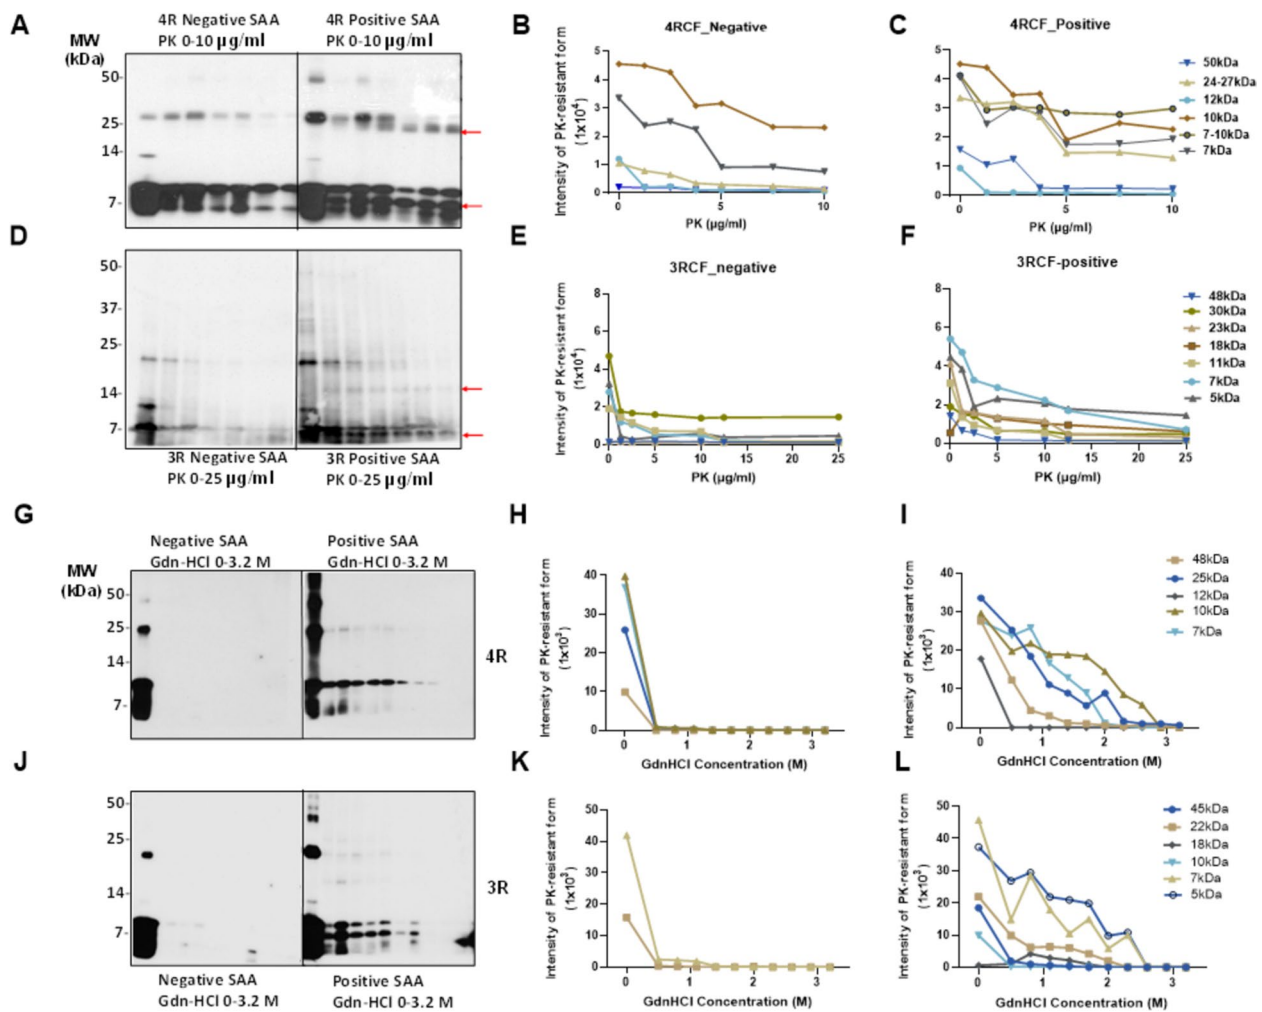 A
4R Negative SAA
PK 0-10 µg/ml
4R Positive SAA
PK 0-10 µg/ml
MW
(kDa)
50-
25-
14-
7-
B
4RCF_Negative
Intensity of PK-resistant form
(1x10⁴)
5
4
3
2
1
0
0
5
10
PK (µg/ml)
C
4RCF_Positive
5
4
3
2
1
0
0
5
10
PK (µg/ml)
50kDa
24-27kDa
12kDa
10kDa
7-10kDa
7kDa
D
50-
37-
25-
14-
7-
3R Negative SAA
PK 0-25 µg/ml
3R Positive SAA
PK 0-25 µg/ml
E
3RCF_negative
Intensity of PK-resistant form
(1x10⁴)
8
6
4
2
0
0
5
10
15
20
25
PK (µg/ml)
F
3RCF-positive
8
6
4
2
0
0
5
10
15
20
25
PK (µg/ml)
48kDa
30kDa
23kDa
18kDa
11kDa
7kDa
5kDa
G
Negative SAA
Gdn-HCl 0-3.2 M
Positive SAA
Gdn-HCl 0-3.2 M
MW
(kDa)
50-
25-
14-
7-
4R
H
Intensity of PK-resistant form
(1x10³)
40
30
20
10
0
0
1
2
3
GdnHCl Concentration (M)
I
Intensity of PK-resistant form
(1x10³)
40
30
20
10
0
0
1
2
3
GdnHCl Concentration (M)
48kDa
25kDa
12kDa
10kDa
7kDa
J
50-
25-
14-
7-
3R
Negative SAA
Gdn-HCl 0-3.2 M
Positive SAA
Gdn-HCl 0-3.2 M
K
Intensity of PK-resistant form
(1x10³)
50
40
30
20
10
0
0
1
2
3
GdnHCl Concentration (M)
L
Intensity of PK-resistant form
(1x10³)
50
40
30
20
10
0
0
1
2
3
GdnHCl Concentration (M)
45kDa
22kDa
18kDa
10kDa
7kDa
5kDa